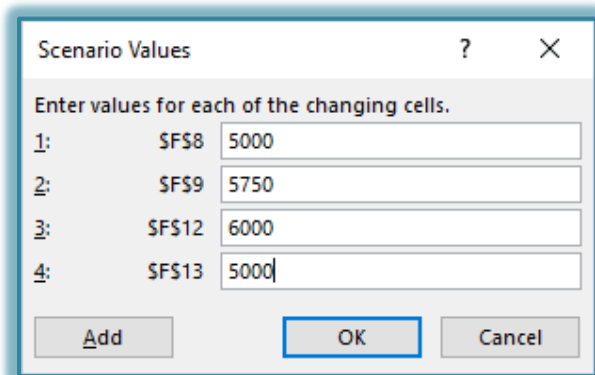 Scenario Values ?
Enter values for each of the changing cells.
1: $F$8 5000
2: $F$9 5750
3: $F$12 6000
4: $F$13 5000
Add OK Cancel